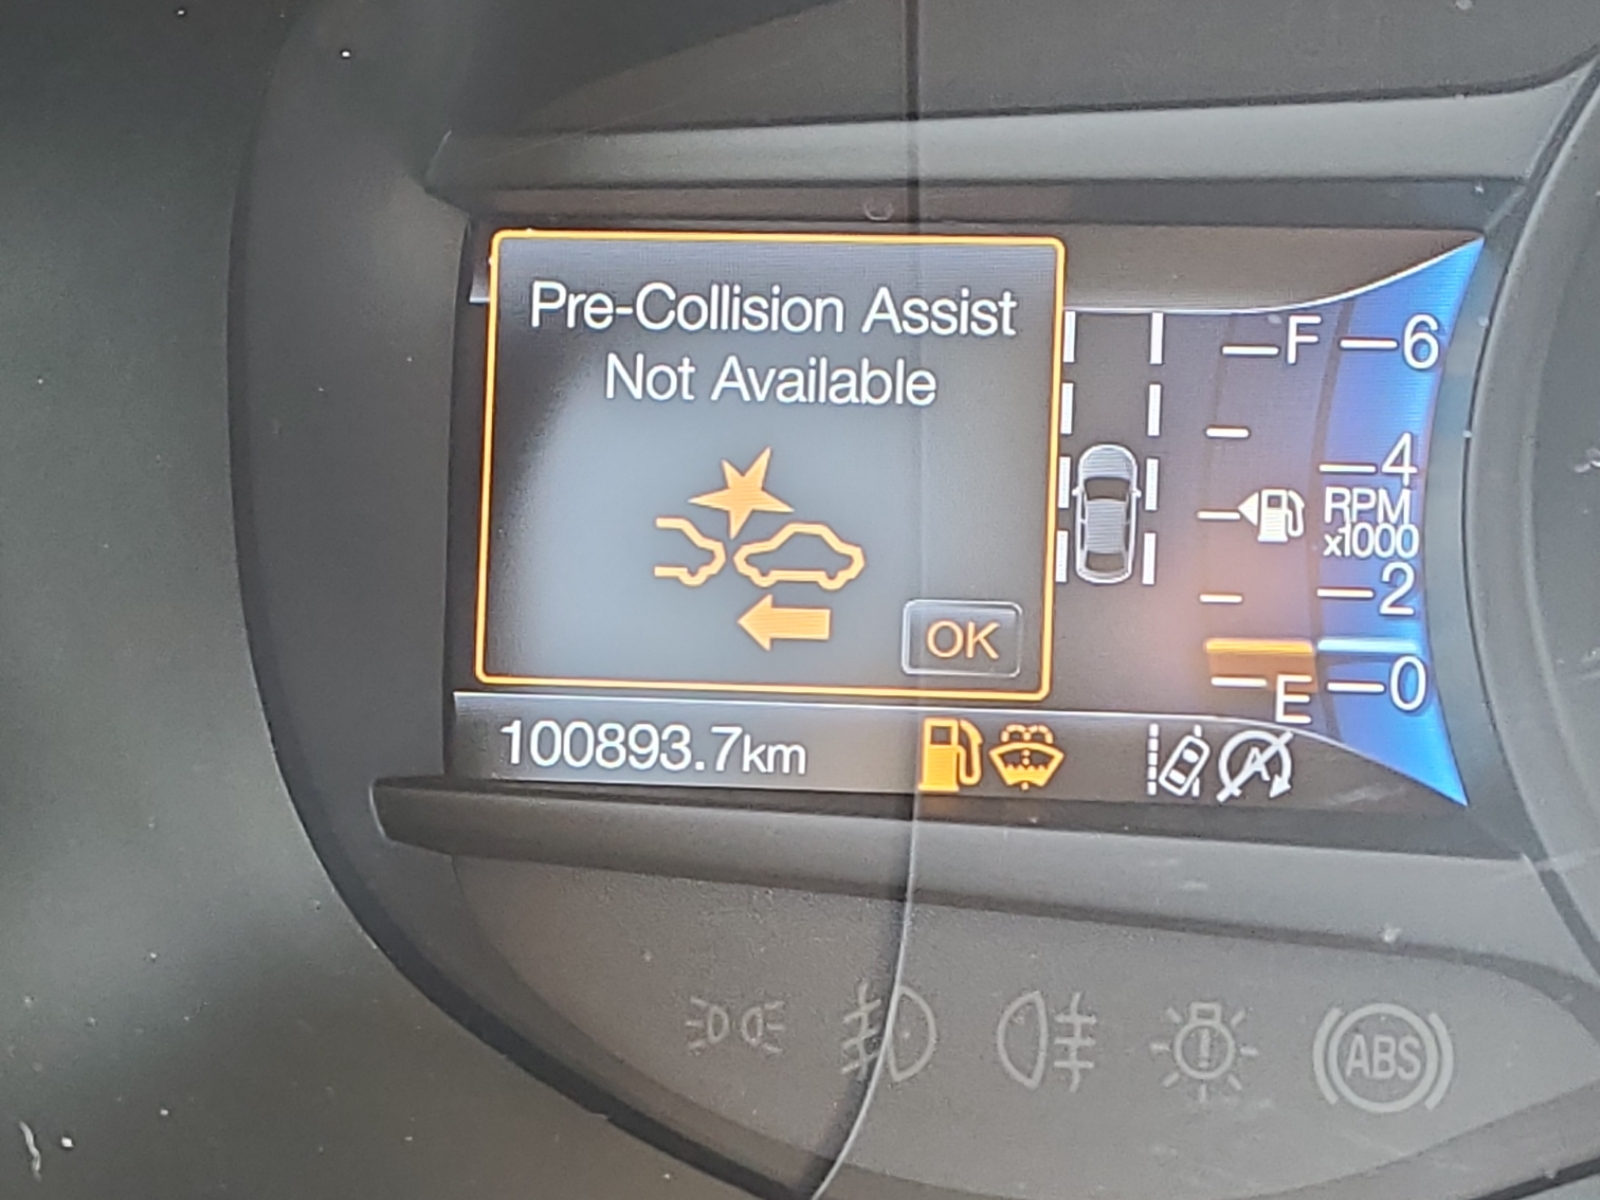 Pre-Collision Assist
Not Available
OK
F
6
4
RPM
x1000
2
0
E
100893.7km
A
ABS